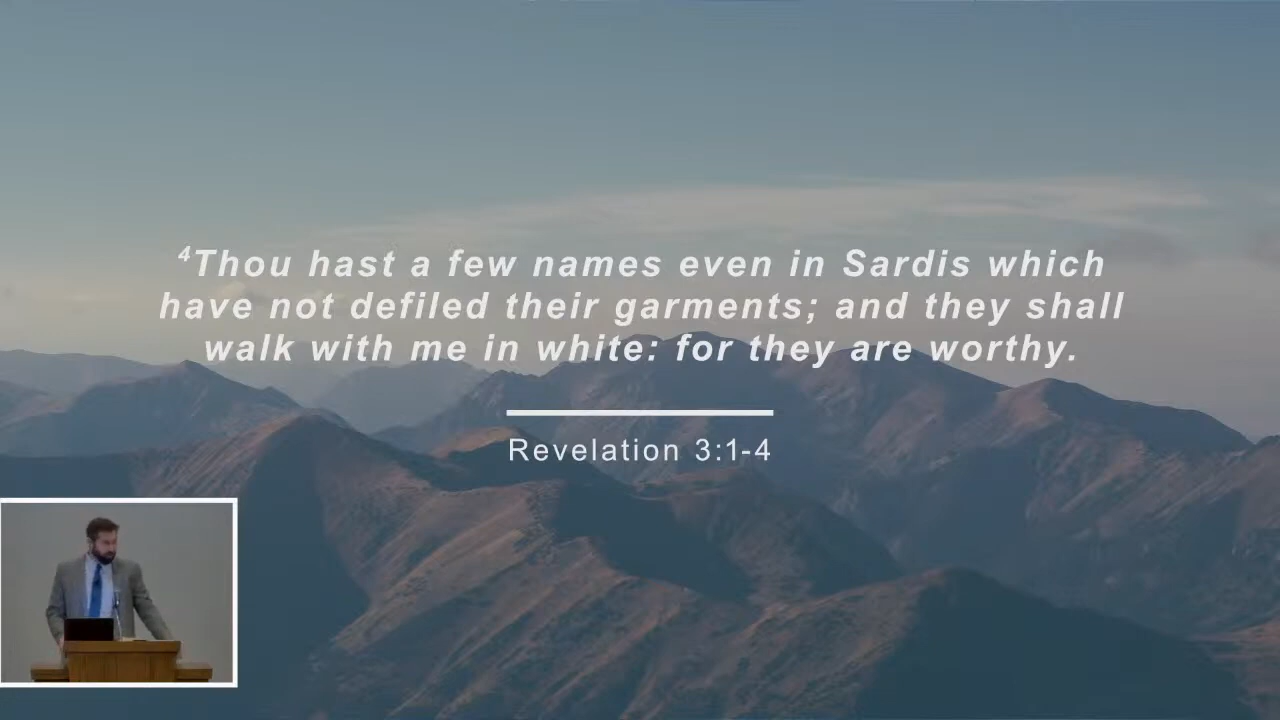 ⁴Thou hast a few names even in Sardis which
have not defiled their garments; and they shall
walk with me in white: for they are worthy.
Revelation 3:1-4